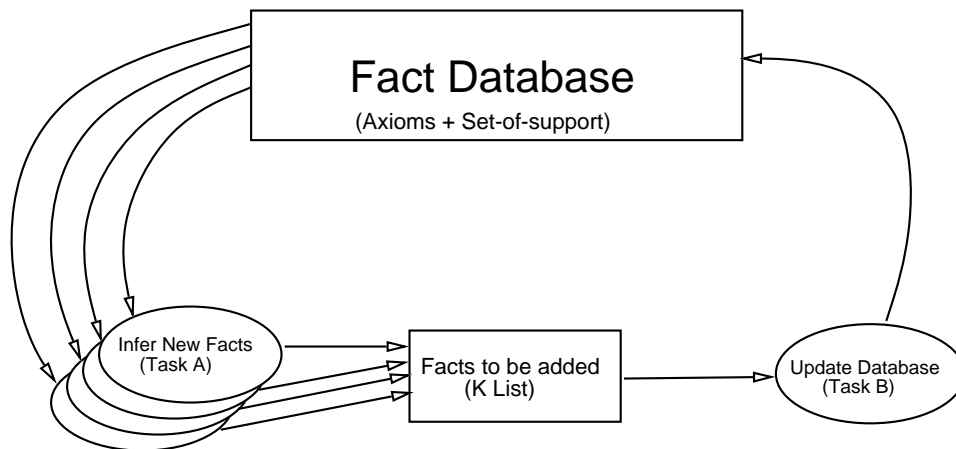 Fact Database
(Axioms + Set-of-support)
Infer New Facts
(Task A)
Facts to be added
(K List)
Update Database
(Task B)